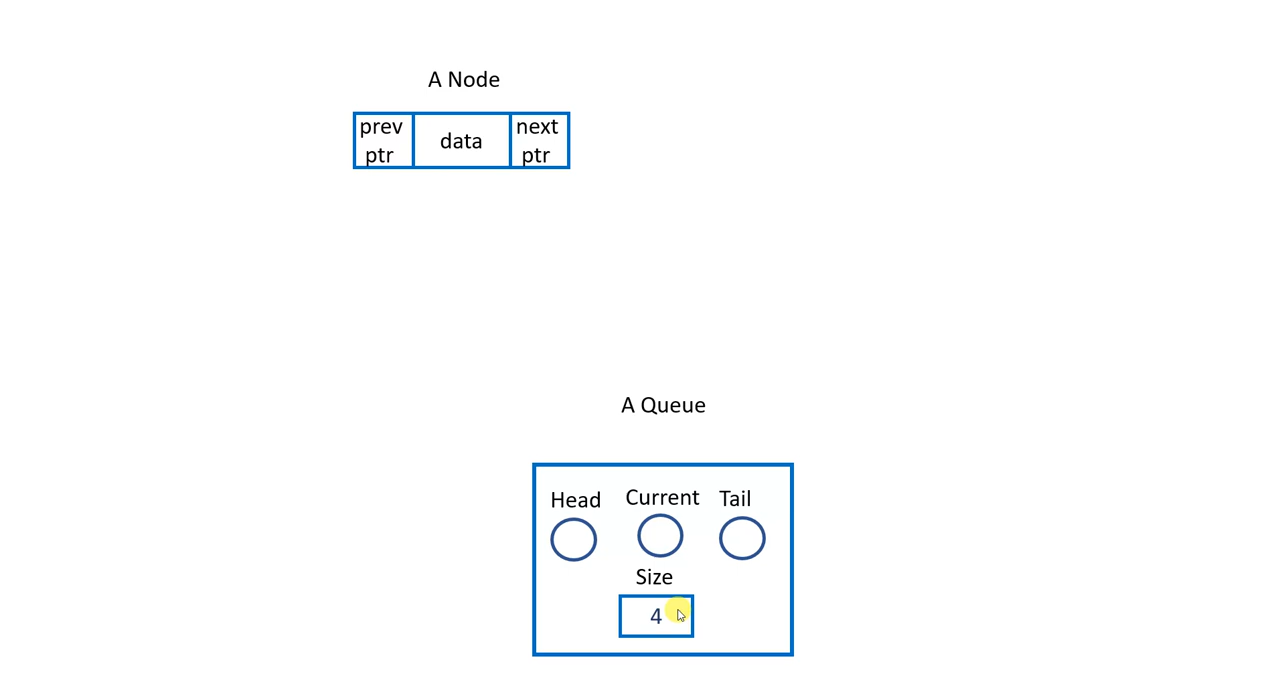 A Node
prev
ptr
data
next
ptr
A Queue
Head
Current
Tail
Size
4